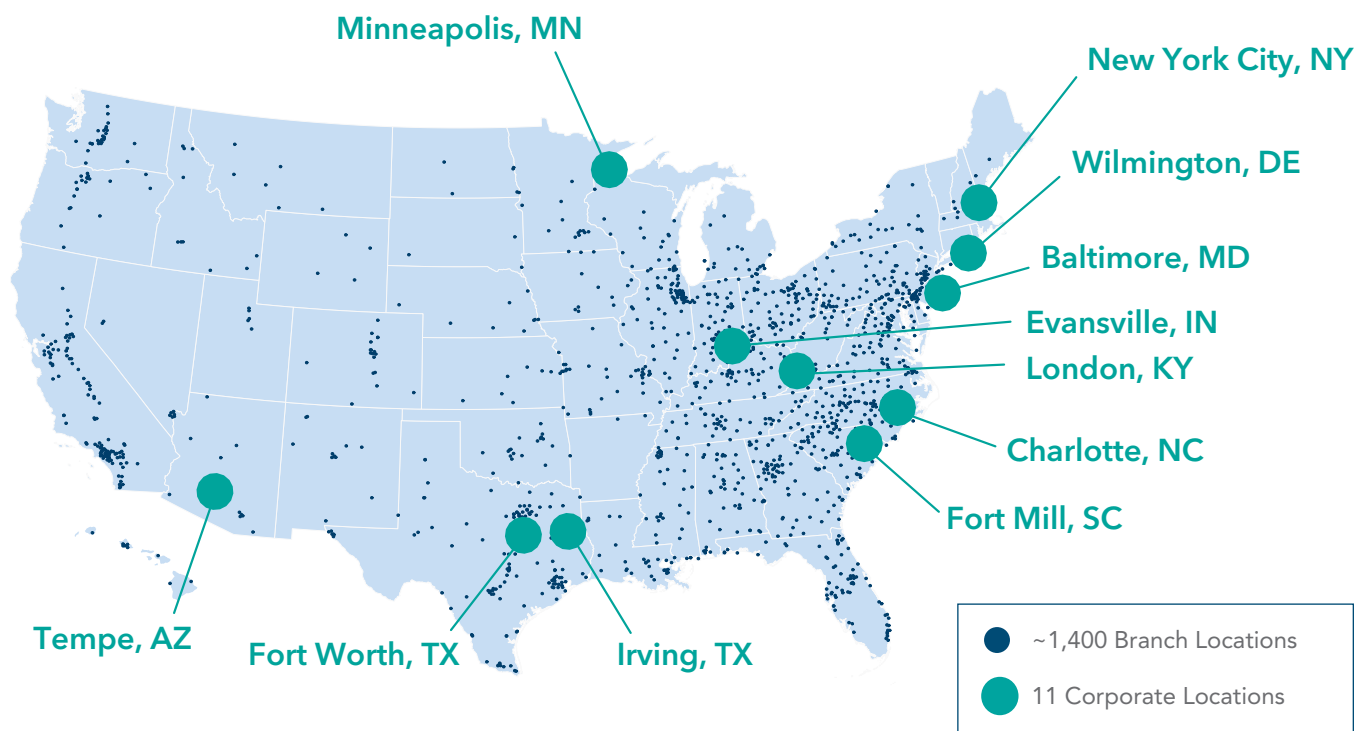 Minneapolis, MN
New York City, NY
Wilmington, DE
Baltimore, MD
Evansville, IN
London, KY
Charlotte, NC
Fort Mill, SC
Tempe, AZ
Fort Worth, TX
Irving, TX
~1,400 Branch Locations
11 Corporate Locations